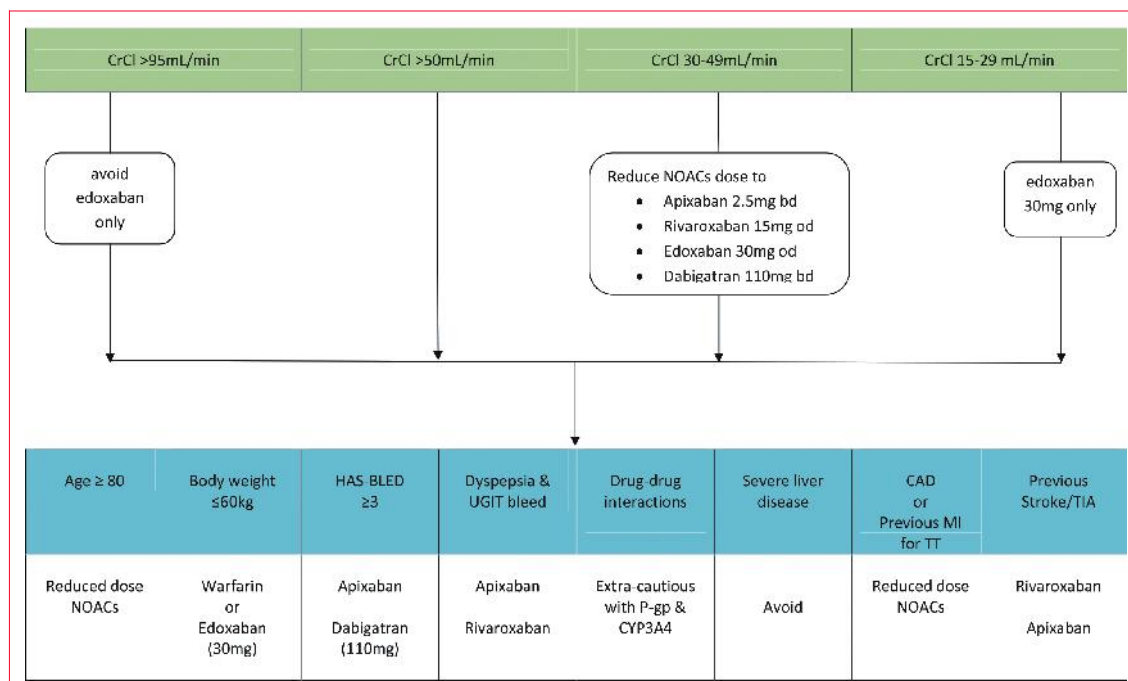 CrCl >95mL/min
CrCl >50mL/min
CrCl 30-49mL/min
CrCl 15-29 mL/min
avoid
edoxaban
only
Reduce NOACs dose to
• Apixaban 2.5mg bd
• Rivaroxaban 15mg od
• Edoxaban 30mg od
• Dabigatran 110mg bd
edoxaban
30mg only
Age ≥ 80
Body weight
≤60kg
HAS-BLED
≥3
Dyspepsia &
UGIT bleed
Drug-drug
interactions
Severe liver
disease
CAD
or
Previous MI
for TT
Previous
Stroke/TIA
Reduced dose
NOACs
Warfarin
or
Edoxaban
(30mg)
Apixaban
Dabigatran
(110mg)
Apixaban
Rivaroxaban
Extra-cautious
with P-gp &
CYP3A4
Avoid
Reduced dose
NOACs
Rivaroxaban
Apixaban